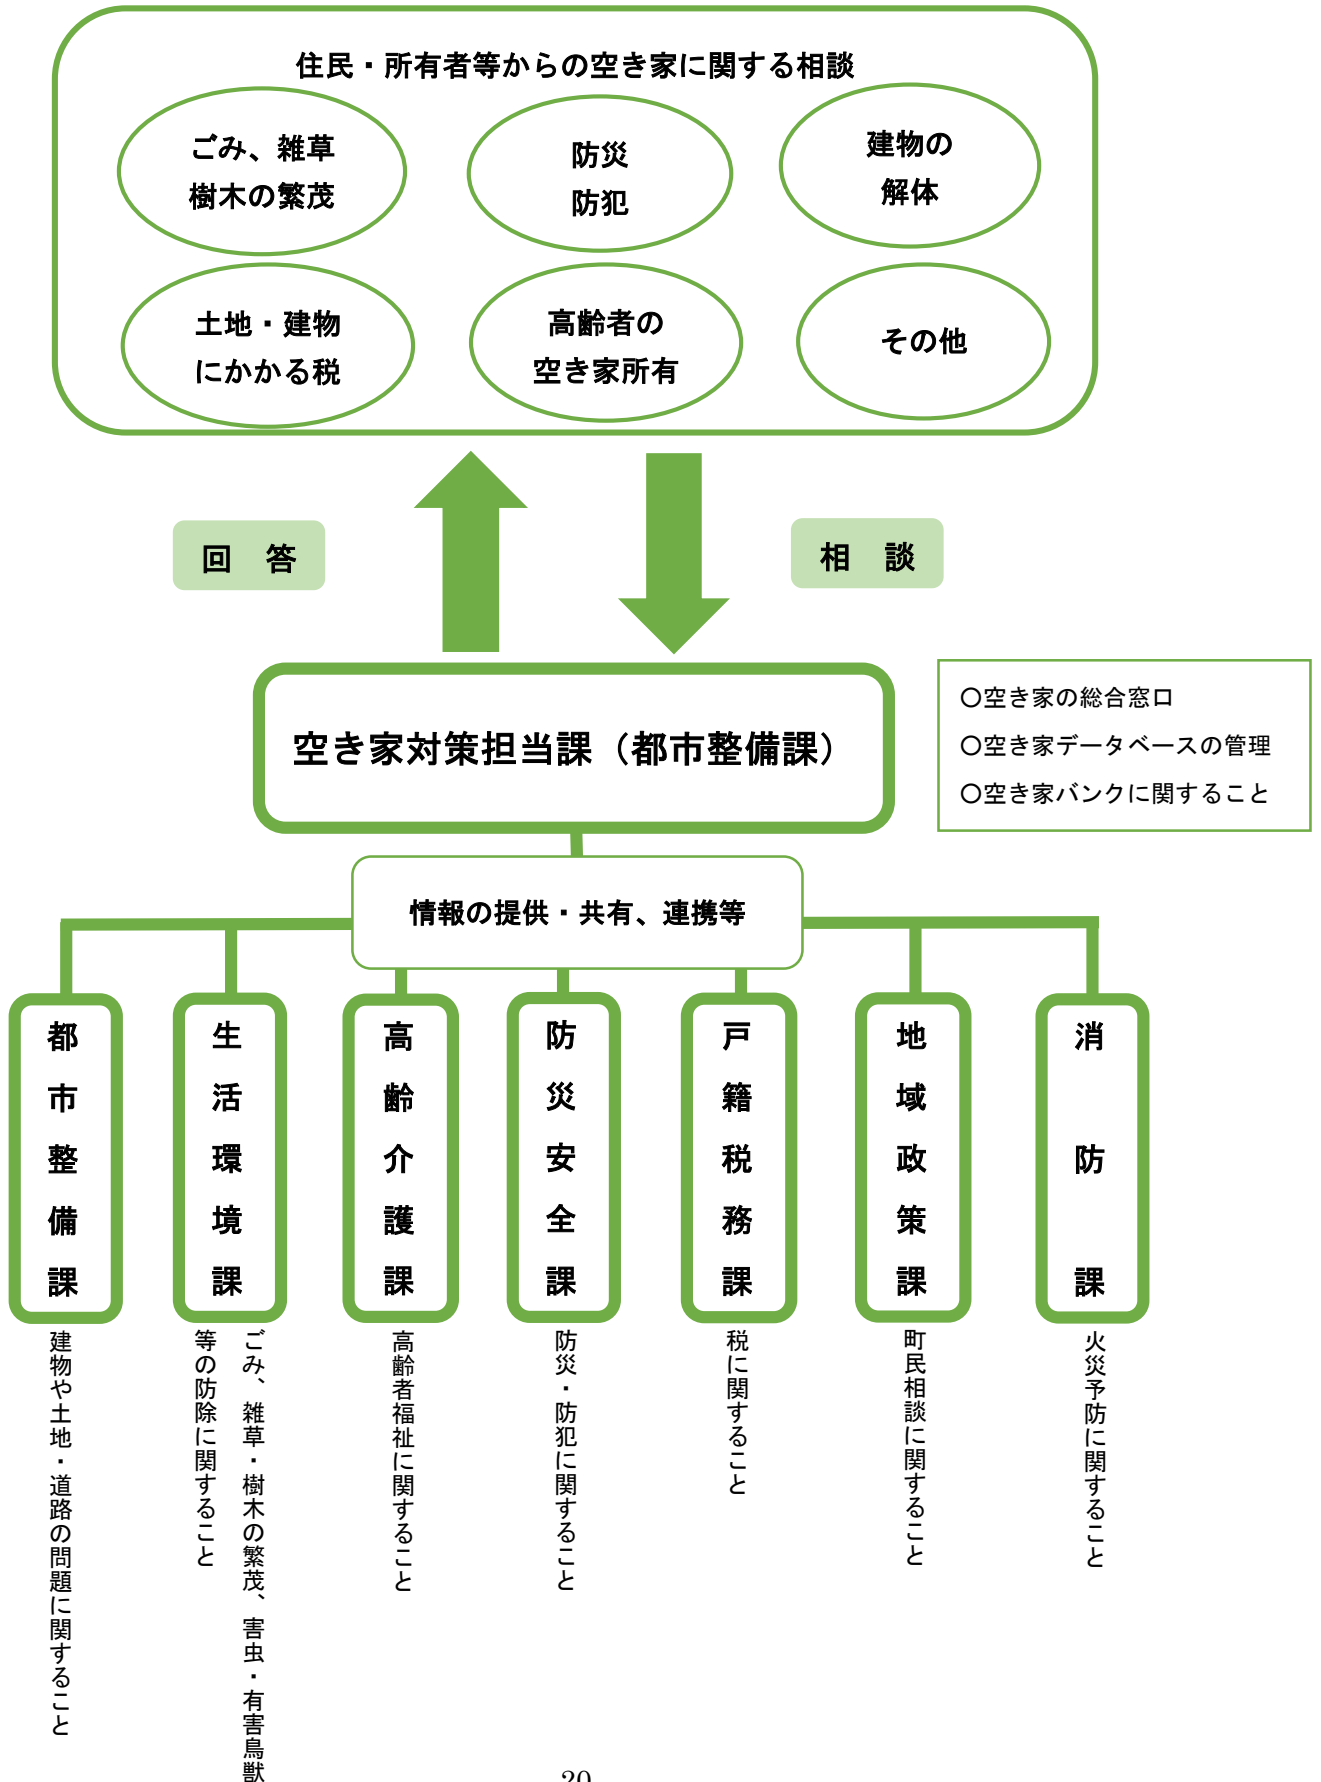 住民・所有者等からの空き家に関する相談
ごみ、雑草
樹木の繁茂
防災
防犯
建物の
解体
土地・建物
にかかる税
高齢者の
空き家所有
その他
回　答
相　談
空き家対策担当課（都市整備課）
〇空き家の総合窓口
〇空き家データベースの管理
〇空き家バンクに関すること
情報の提供・共有、連携等
都市整備課
建物や土地・道路の問題に関すること
生活環境課
ごみ、雑草・樹木の繁茂、害虫・有害鳥獣
等の防除に関すること
高齢介護課
高齢者福祉に関すること
防災安全課
防災・防犯に関すること
戸籍税務課
税に関すること
地域政策課
町民相談に関すること
消防課
火災予防に関すること
20